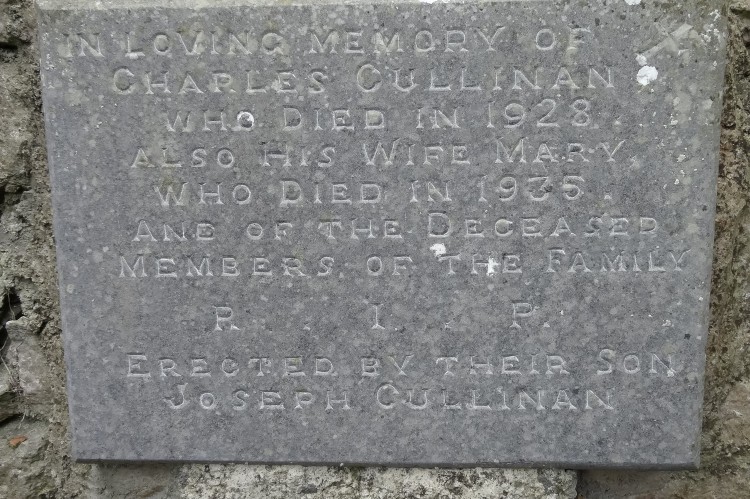 IN LOVING MEMORY OF
CHARLES CULLINAN
WHO DIED IN 1928.
ALSO HIS WIFE MARY,
WHO DIED IN 1935.
ANE OF THE DECEASED
MEMBERS OF THE FAMILY
R. I. P.
ERECTED BY THEIR SON
JOSEPH CULLINAN